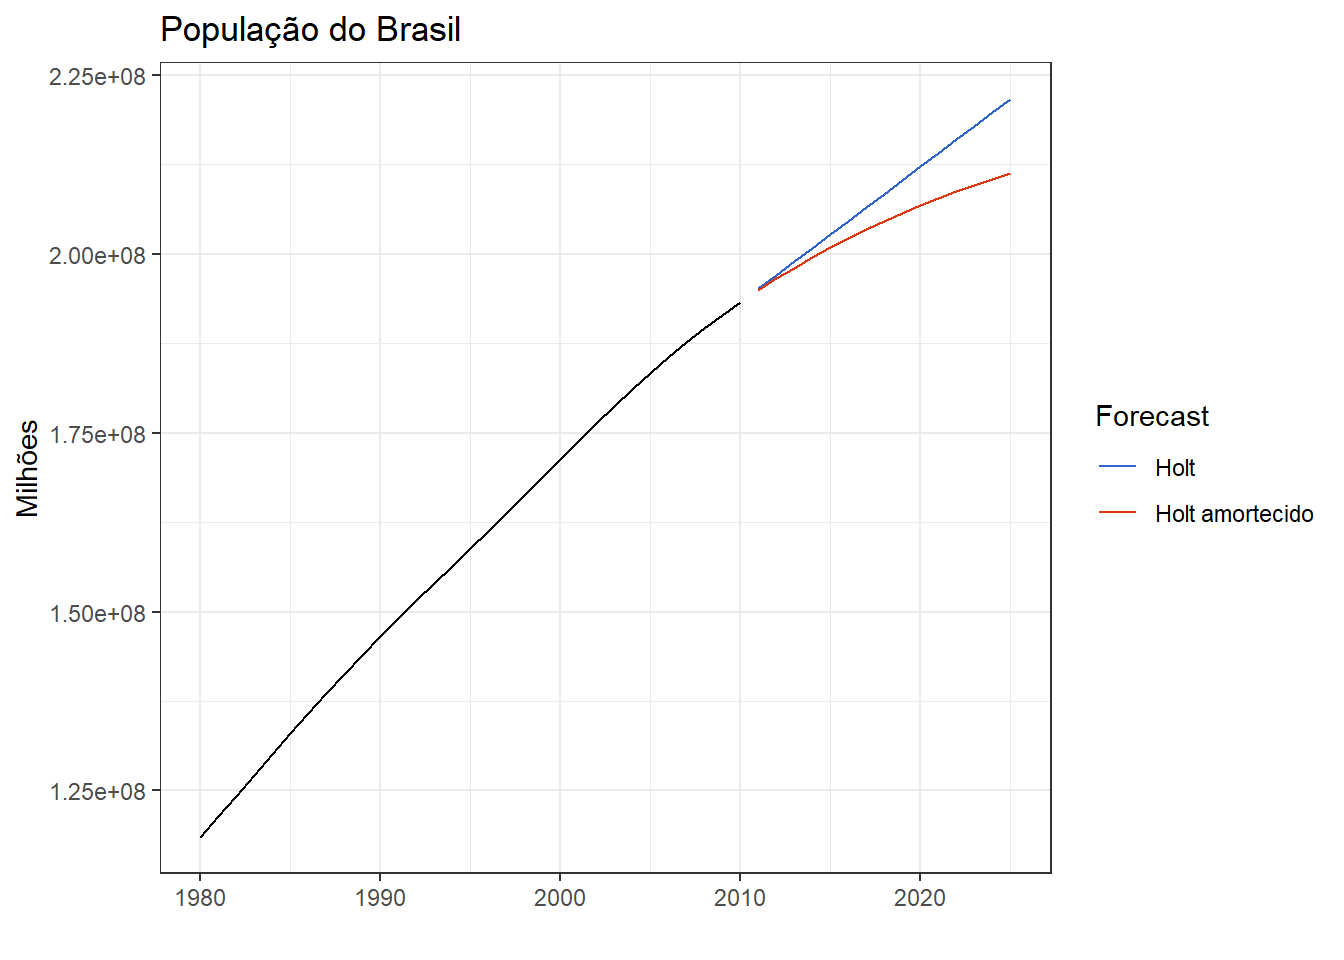 População do Brasil
2.25e+08
2.00e+08
1.75e+08
1.50e+08
1.25e+08
Milhões
1980
1990
2000
2010
2020
Forecast
Holt
Holt amortecido